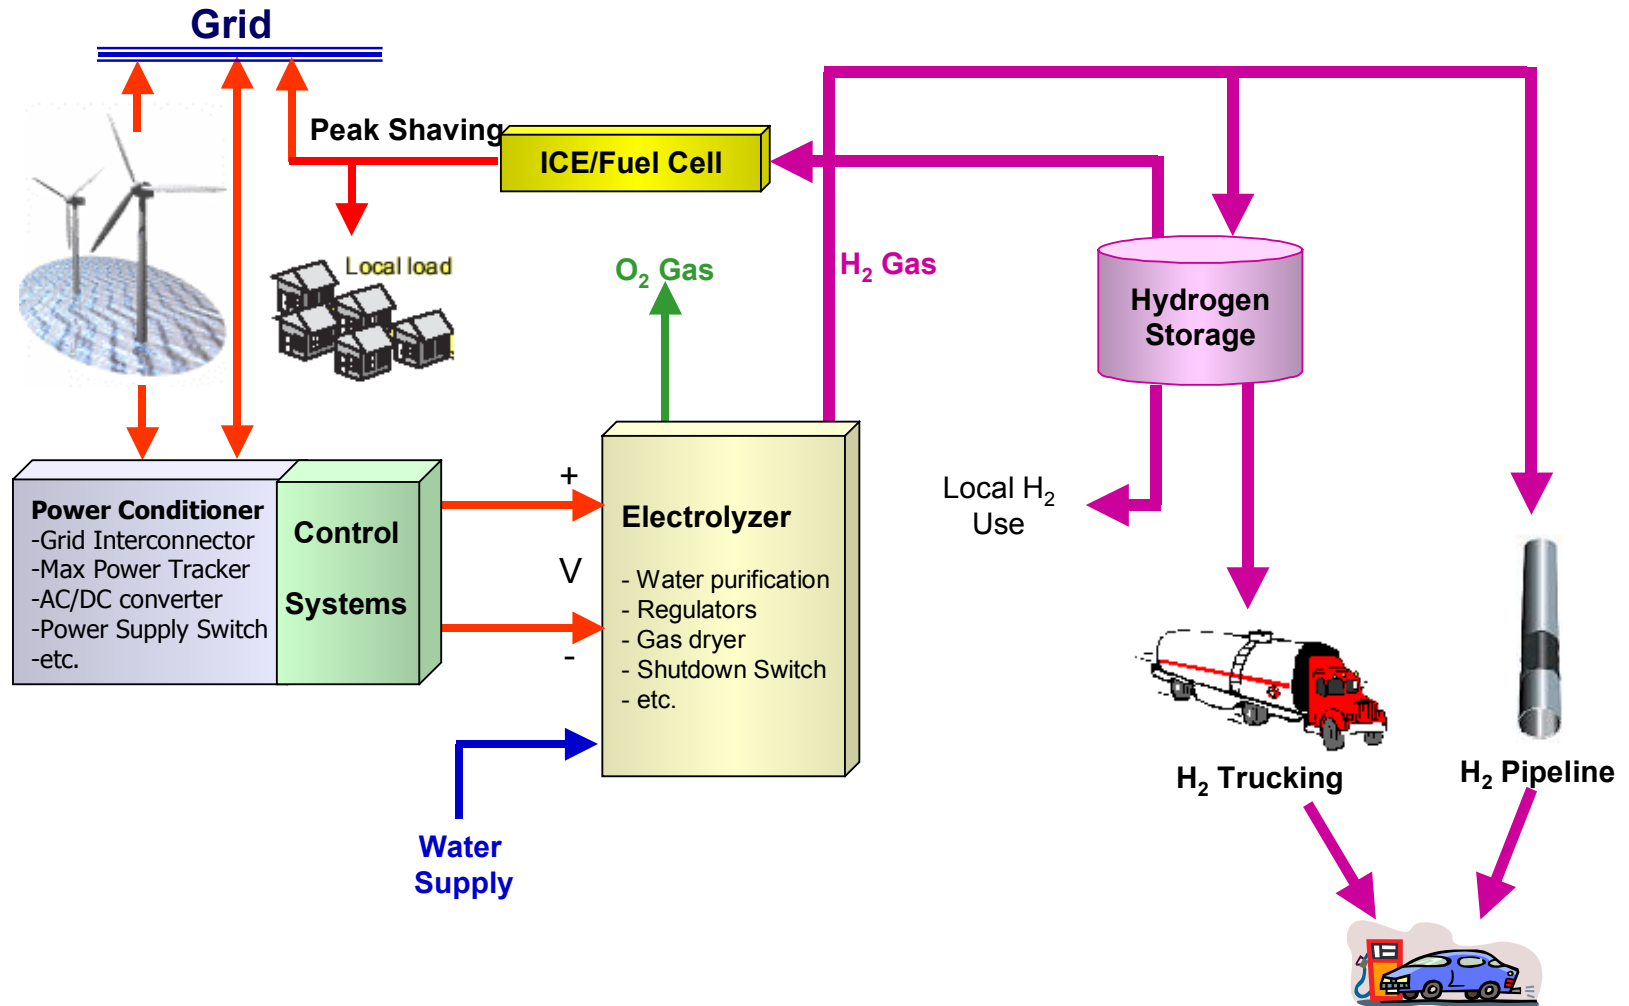 Grid
Peak Shaving
ICE/Fuel Cell
Local load
O₂ Gas
H₂ Gas
Hydrogen
Storage
Power Conditioner
-Grid Interconnector
-Max Power Tracker
-AC/DC converter
-Power Supply Switch
-etc.
Control
Systems
+
V
-
Electrolyzer
- Water purification
- Regulators
- Gas dryer
- Shutdown Switch
- etc.
Local H₂
Use
Water
Supply
H₂ Trucking
H₂ Pipeline